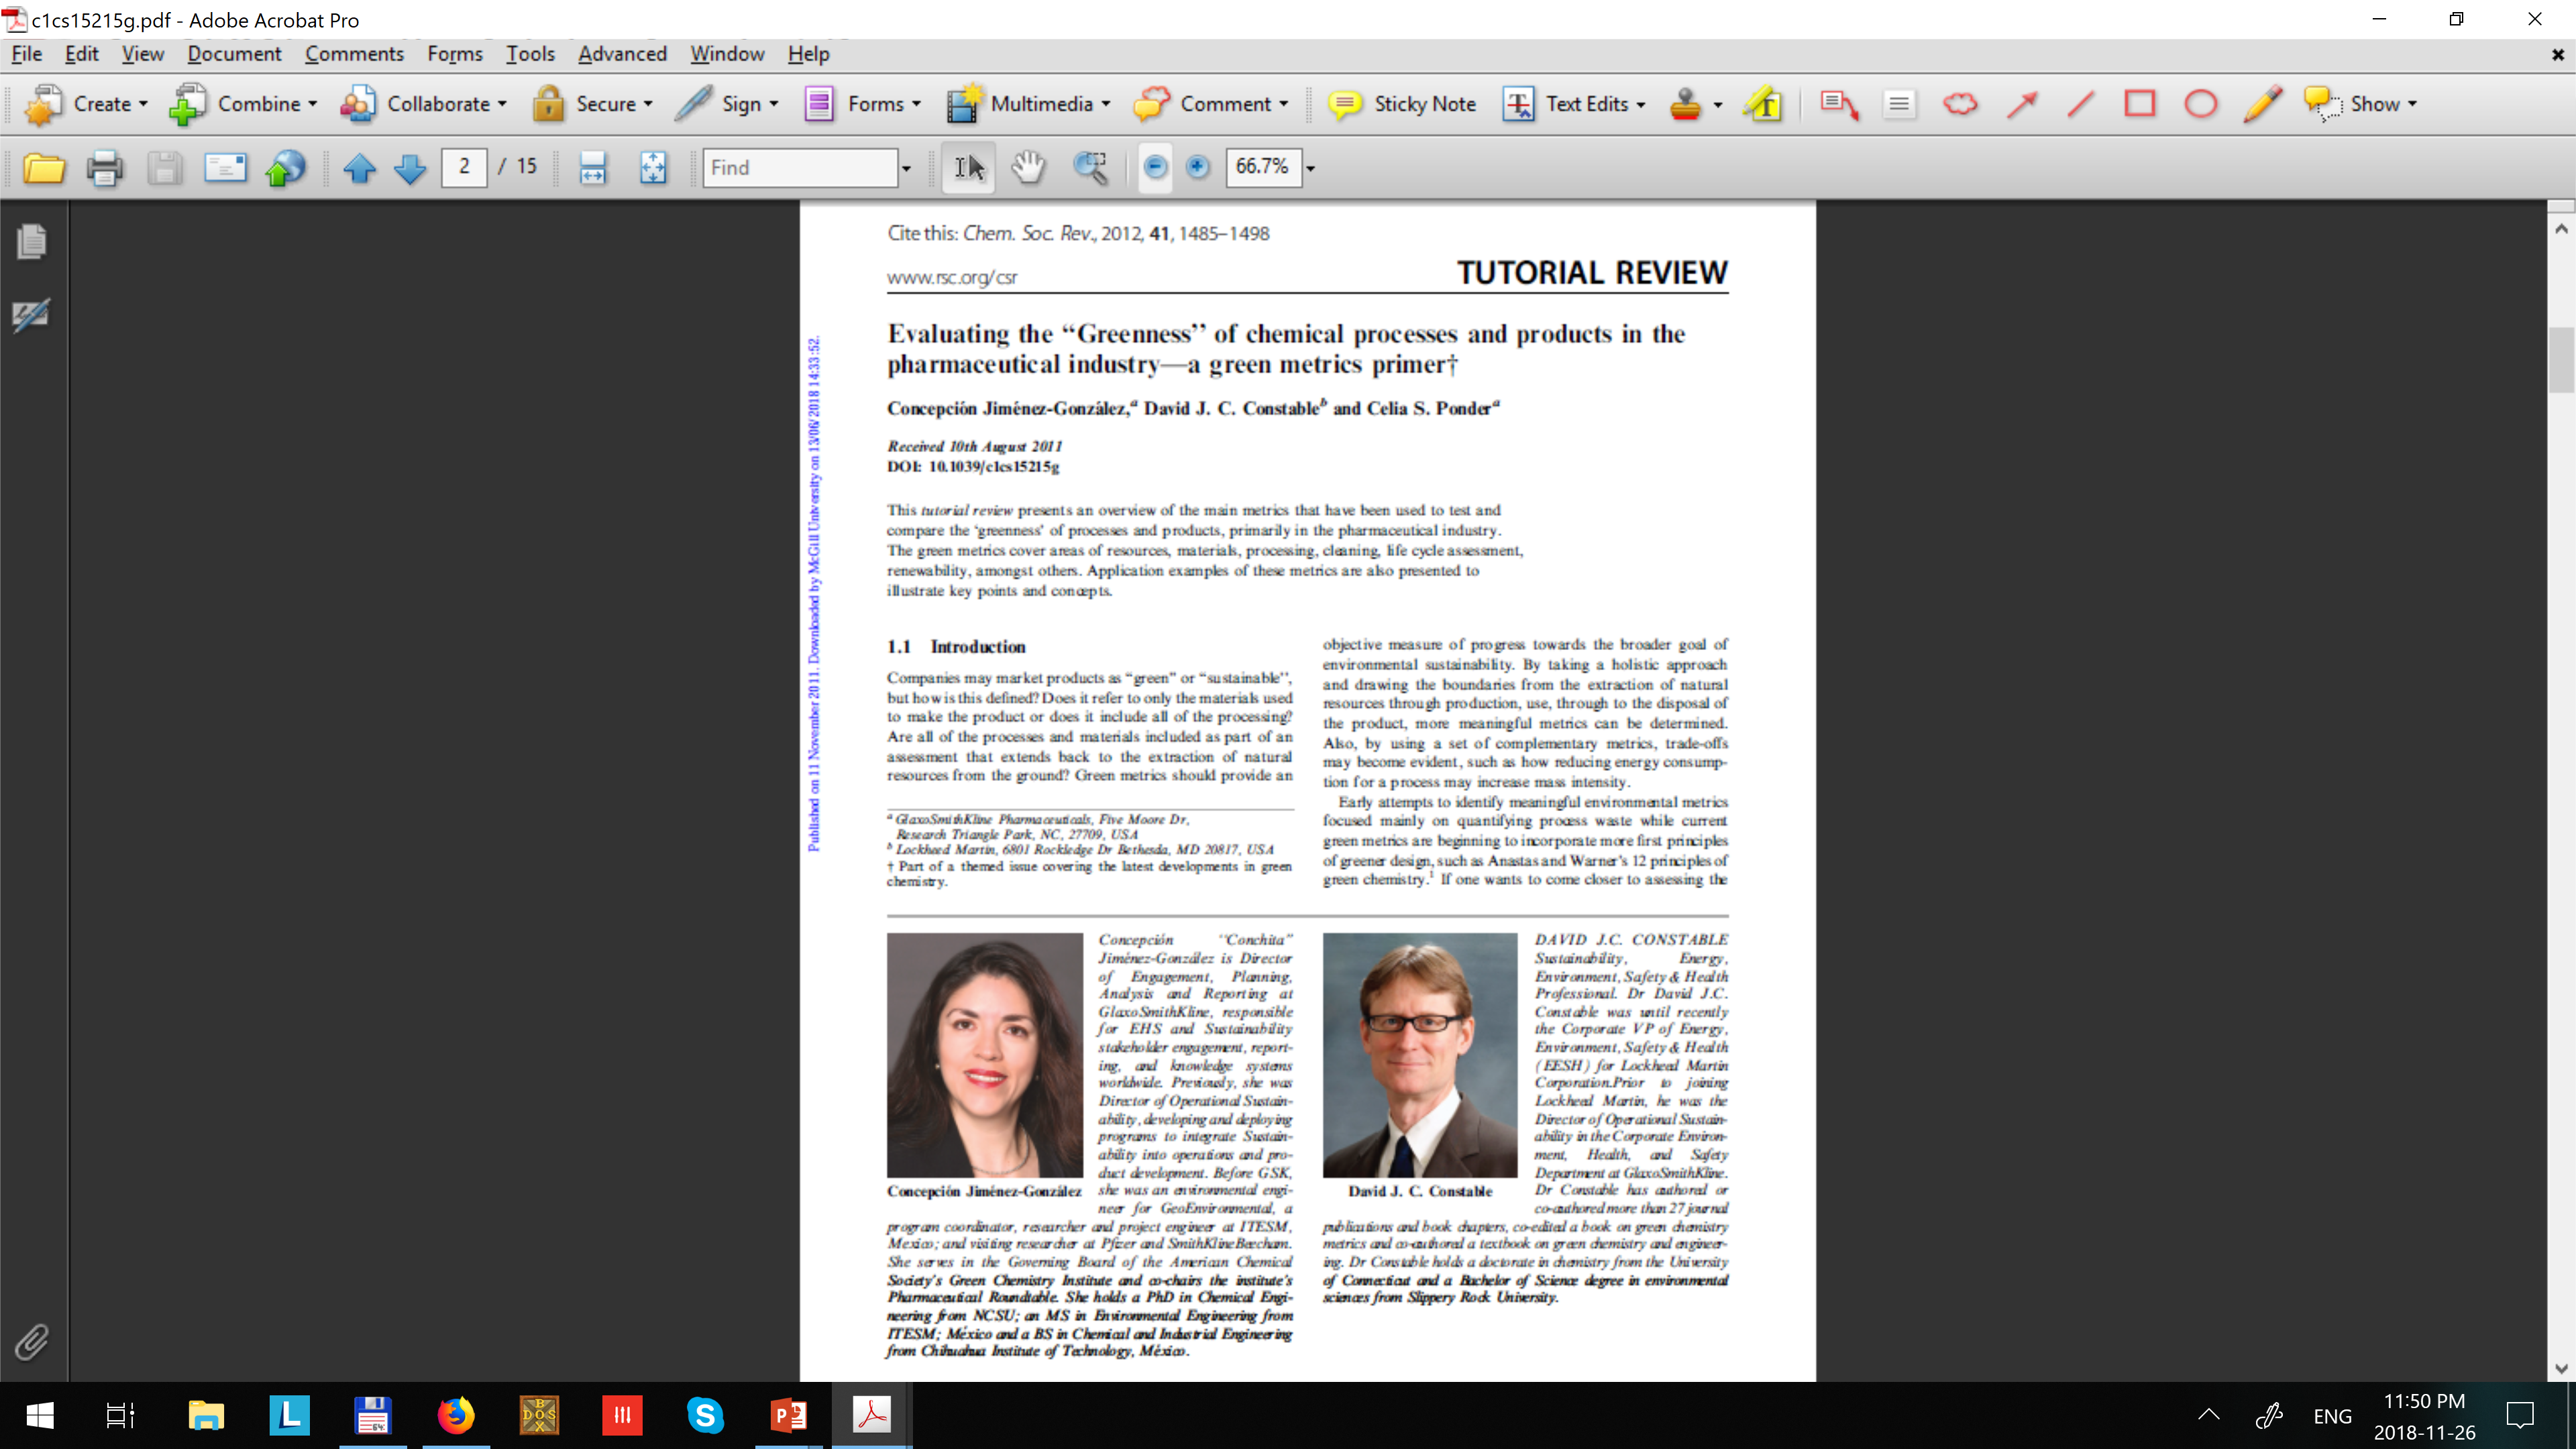 c1cs15215g.pdf - Adobe Acrobat Pro
File Edit View Document Comments Forms Tools Advanced Window Help
Create Combine Collaborate Secure Sign Forms Multimedia Comment Sticky Note Text Edits Show
2 / 15 Find 66.7%
Cite this: Chem. Soc. Rev., 2012, 41, 1485–1498
www.rsc.org/csr
TUTORIAL REVIEW
Evaluating the “Greenness” of chemical processes and products in the
pharmaceutical industry—a green metrics primer†
Concepción Jiménez-González,a David J. C. Constableb and Celia S. Pondera
Received 10th August 2011
DOI: 10.1039/c1cs15215g
This tutorial review presents an overview of the main metrics that have been used to test and
compare the ‘greenness’ of processes and products, primarily in the pharmaceutical industry.
The green metrics cover areas of resources, materials, processing, cleaning, life cycle assessment,
renewability, amongst others. Application examples of these metrics are also presented to
illustrate key points and concepts.
1.1 Introduction
Companies may market products as “green” or “sustainable”,
but how is this defined? Does it refer to only the materials used
to make the product or does it include all of the processing?
Are all of the processes and materials included as part of an
assessment that extends back to the extraction of natural
resources from the ground? Green metrics should provide an
a GlaxoSmithKline Pharmaceuticals, Five Moore Dr,
Research Triangle Park, NC, 27709, USA
b Lockheed Martin, 6801 Rockledge Dr Bethesda, MD 20817, USA
† Part of a themed issue covering the latest developments in green
chemistry.
objective measure of progress towards the broader goal of
environmental sustainability. By taking a holistic approach
and drawing the boundaries from the extraction of natural
resources through production, use, through to the disposal of
the product, more meaningful metrics can be determined.
Also, by using a set of complementary metrics, trade-offs
may become evident, such as how reducing energy consump-
tion for a process may increase mass intensity.
Early attempts to identify meaningful environmental metrics
focused mainly on quantifying process waste while current
green metrics are beginning to incorporate more first principles
of greener design, such as Anastas and Warner's 12 principles of
green chemistry.1 If one wants to come closer to assessing the
Concepción “Conchita”
Jiménez-González is Director
of Engagement, Planning,
Analysis and Reporting at
GlaxoSmithKline, responsible
for EHS and Sustainability
stakeholder engagement, report-
ing, and knowledge systems
worldwide. Previously, she was
Director of Operational Sustain-
ability, developing and deploying
programs to integrate Sustain-
ability into operations and pro-
duct development. Before GSK,
she was an environmental engi-
neer for GeoEnvironmental, a
Concepción Jiménez-González
program coordinator, researcher and project engineer at ITESM,
Mexico; and visiting researcher at Pfizer and SmithKlineBeecham.
She serves in the Governing Board of the American Chemical
Society's Green Chemistry Institute and co-chairs the institute's
Pharmaceutical Roundtable. She holds a PhD in Chemical Engi-
neering from NCSU; an MS in Environmental Engineering from
ITESM; México and a BS in Chemical and Industrial Engineering
from Chihuahua Institute of Technology, México.
DAVID J.C. CONSTABLE
Sustainability, Energy,
Environment, Safety & Health
Professional. Dr David J.C.
Constable was until recently
the Corporate VP of Energy,
Environment, Safety & Health
(EESH) for Lockheed Martin
Corporation.Prior to joining
Lockheed Martin, he was the
Director of Operational Sustain-
ability in the Corporate Environ-
ment, Health, and Safety
Department at GlaxoSmithKline.
Dr Constable has authored or
co-authored more than 27 journal
David J. C. Constable
publications and book chapters, co-edited a book on green chemistry
metrics and co-authored a textbook on green chemistry and engineer-
ing. Dr Constable holds a doctorate in chemistry from the University
of Connecticut and a Bachelor of Science degree in environmental
sciences from Slippery Rock University.
Published on 11 November 2011. Downloaded by McGill University on 13/06/2018 14:33:52.
L 64 DOS BOX S P
ENG
11:50 PM
2018-11-26